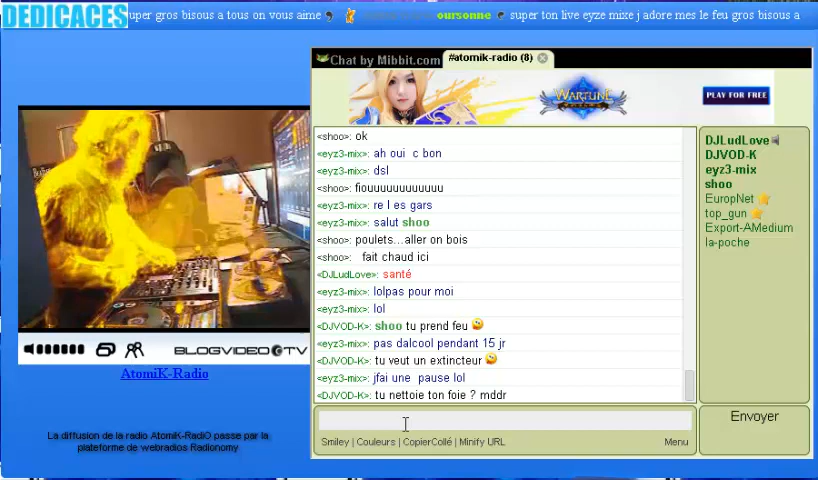 DEDICACES
uper gros bisous a tous on vous aime
oursonne
super ton live eyze mixe j adore mes le feu gros bisous a
Chat by Mibbit.com
#atomik-radio (8)
WARTUNE
PLAY FOR FREE
<shoo>: ok
<eyz3-mix>: ah oui c bon
<eyz3-mix>: dsl
<shoo>: fiouuuuuuuuuuuu
<eyz3-mix>: re l es gars
<eyz3-mix>: salut shoo
<shoo>: poulets...aller on bois
<shoo>: fait chaud ici
<DJLudLove>: santé
<eyz3-mix>: lolpas pour moi
<eyz3-mix>: lol
<DJVOD-K>: shoo tu prend feu
<eyz3-mix>: pas dalcool pendant 15 jr
<DJVOD-K>: tu veut un extincteur
<eyz3-mix>: jfai une pause lol
<DJVOD-K>: tu nettoie ton foie ? mddr
DJLudLove
DJVOD-K
eyz3-mix
shoo
EuropNet
top_gun
Export-AMedium
la-poche
Envoyer
Smiley | Couleurs | CopierCollé | Minify URL
Menu
BLOGVIDEO TV
AtomiK-Radio
La diffusion de la radio AtomiK-RadiO passe par la
plateforme de webradios Radionomy